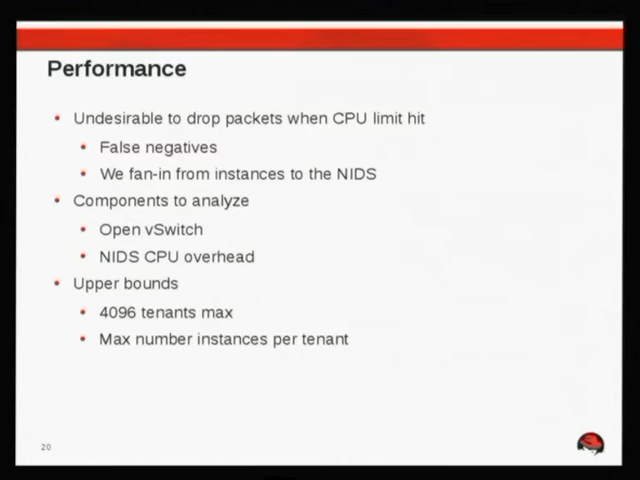 Performance
• Undesirable to drop packets when CPU limit hit
• False negatives
• We fan-in from instances to the NIDS
• Components to analyze
• Open vSwitch
• NIDS CPU overhead
• Upper bounds
• 4096 tenants max
• Max number instances per tenant
20